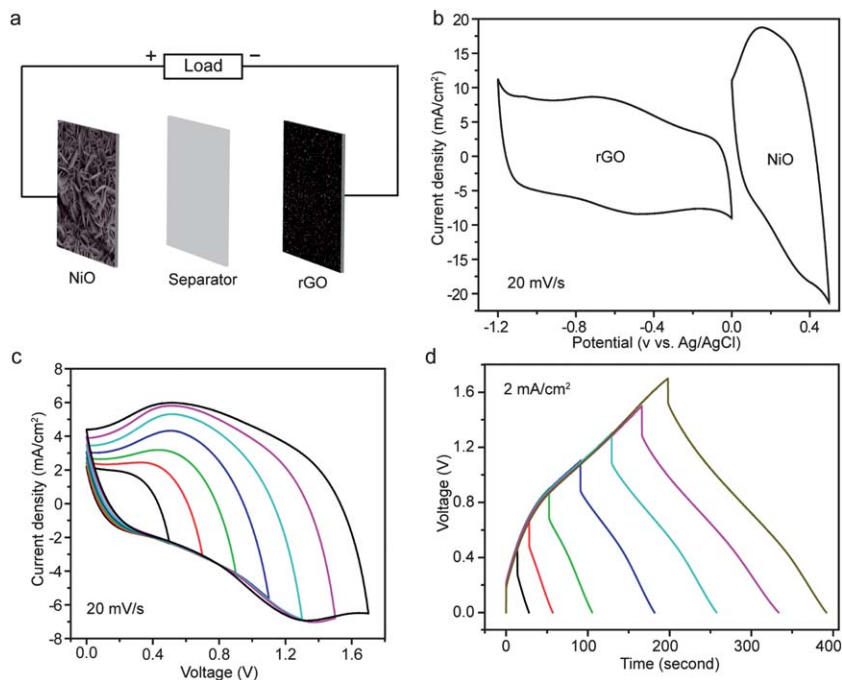 a
+ Load −
NiO
Separator
rGO
b
20
15
10
5
0
-5
-10
-15
-20
Current density (mA/cm²)
rGO
NiO
20 mV/s
-1.2 -0.8 -0.4 0.0 0.4
Potential (v vs. Ag/AgCl)
c
8
6
4
2
0
-2
-4
-6
-8
Current density (mA/cm²)
20 mV/s
0.0 0.4 0.8 1.2 1.6
Voltage (V)
d
2 mA/cm²
1.6
1.2
0.8
0.4
0.0
Voltage (V)
0 100 200 300 400
Time (second)